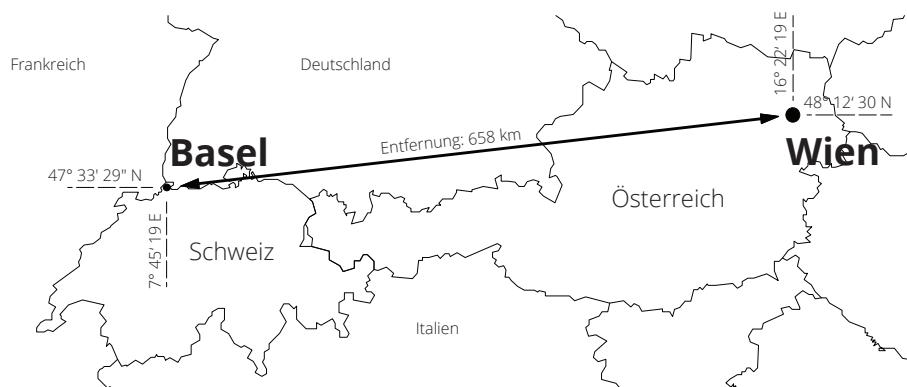 Frankreich
Deutschland
16° 22' 19 E
48° 12' 30 N
Entfernung: 658 km
Basel
Wien
47° 33' 29" N
7° 45' 19 E
Österreich
Schweiz
Italien